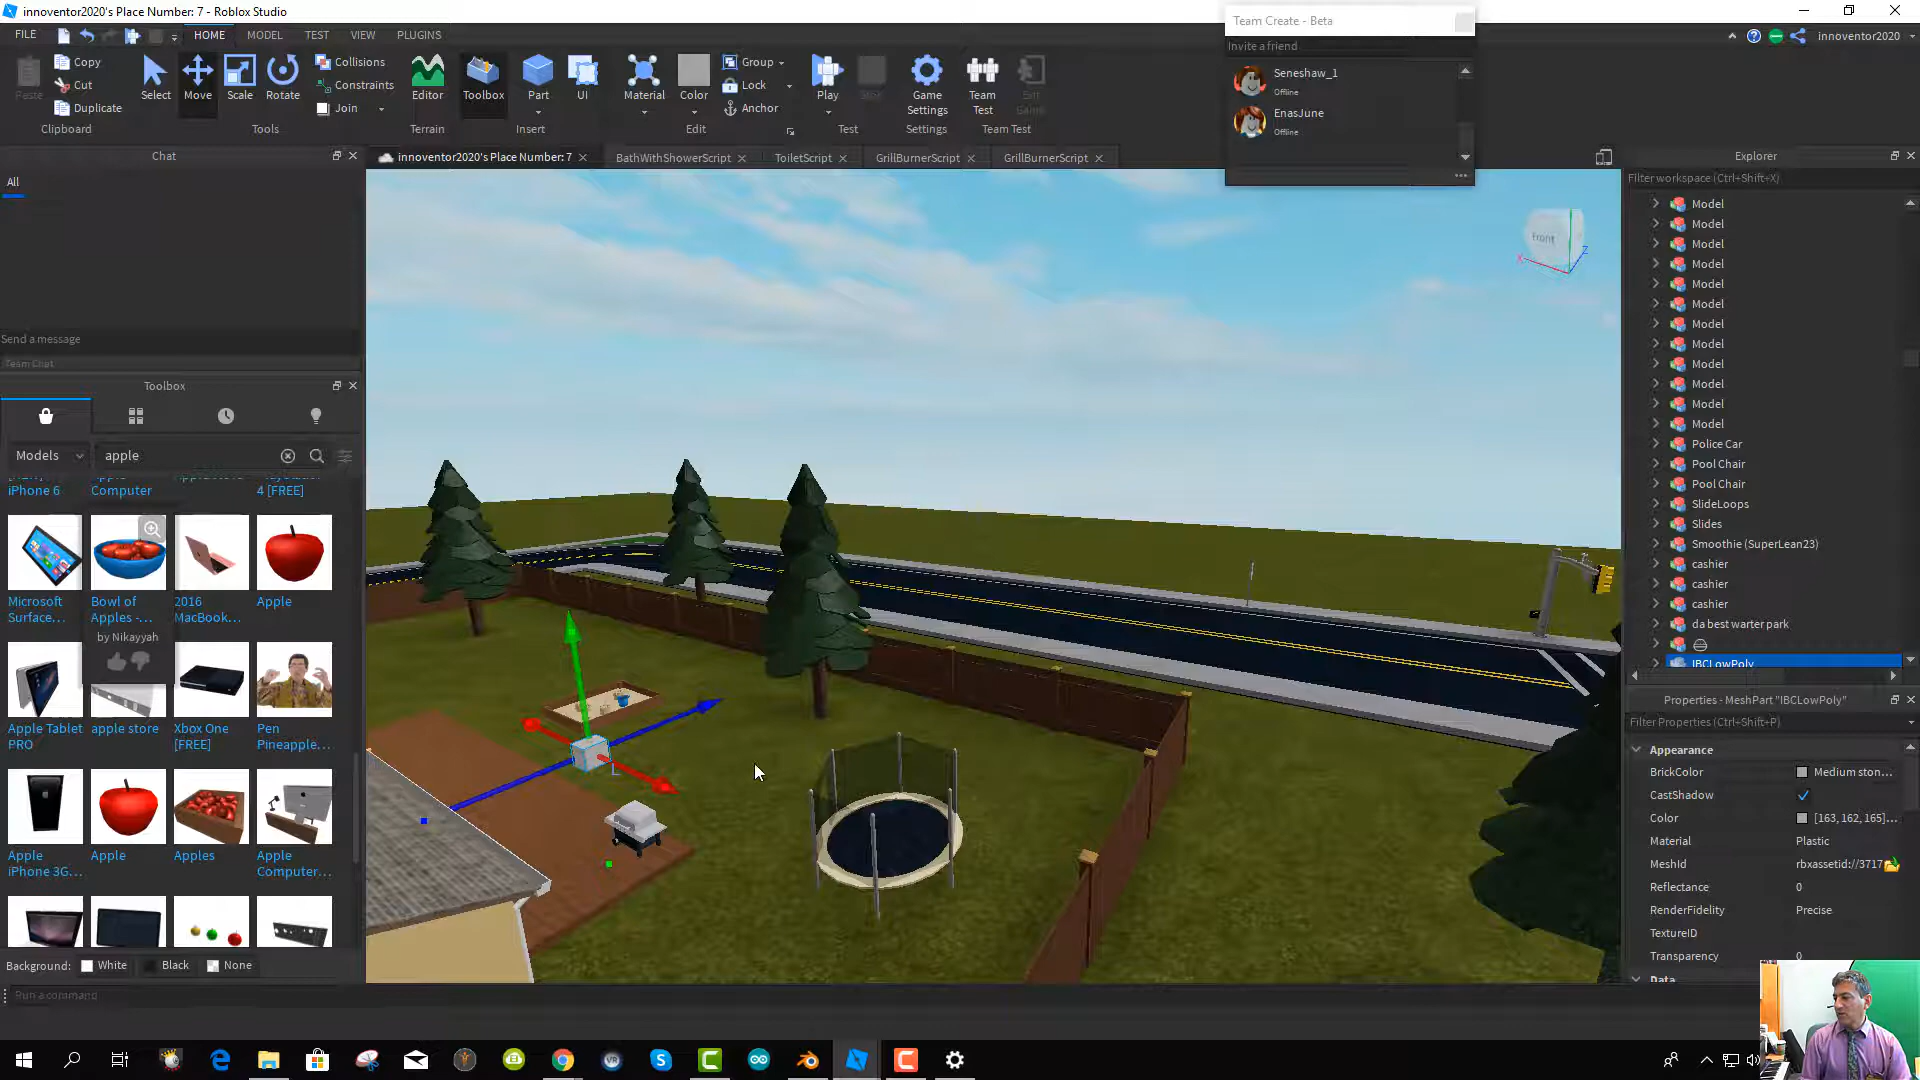 innoventor2020's Place Number: 7 - Roblox Studio
Team Create - Beta
FILE
HOME
MODEL
TEST
VIEW
PLUGINS
Invite a friend
innoventor2020
Copy
Cut
Duplicate
Paste
Clipboard
Select
Move
Scale
Rotate
Tools
Collisions
Constraints
Join
Editor
Terrain
Toolbox
Part
UI
Insert
Material
Color
Group
Lock
Anchor
Edit
Play
Test
Game
Settings
Settings
Team
Test
Team Test
Seneshaw_1
Offline
EnasJune
Offline
Chat
innoventor2020's Place Number: 7
BathWithShowerScript
ToiletScript
GrillBurnerScript
GrillBurnerScript
Explorer
Filter workspace (Ctrl+Shift+X)
All
Send a message
Team Chat
Toolbox
Models
apple
iPhone 6
Computer
4 [FREE]
Microsoft
Surface...
Bowl of
Apples -...
by Nikayyah
2016
MacBook...
Apple
Apple Tablet
PRO
apple store
Xbox One
[FREE]
Pen
Pineapple...
Apple
iPhone 3G...
Apple
Apples
Apple
Computer...
Background:
White
Black
None
Run a command
Front
X
Z
Model
Model
Model
Model
Model
Model
Model
Model
Model
Model
Model
Model
Police Car
Pool Chair
Pool Chair
SlideLoops
Slides
Smoothie (SuperLean23)
cashier
cashier
cashier
da best warter park
IBCLowPoly
Properties - MeshPart "IBCLowPoly"
Filter Properties (Ctrl+Shift+P)
Appearance
BrickColor
Medium ston...
CastShadow
Color
[163, 162, 165]...
Material
Plastic
MeshId
rbxassetid://3717
Reflectance
0
RenderFidelity
Precise
TextureID
Transparency
0
Data